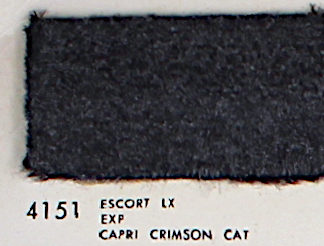 4151 ESCORT LX
EXP
CAPRI CRIMSON CAT